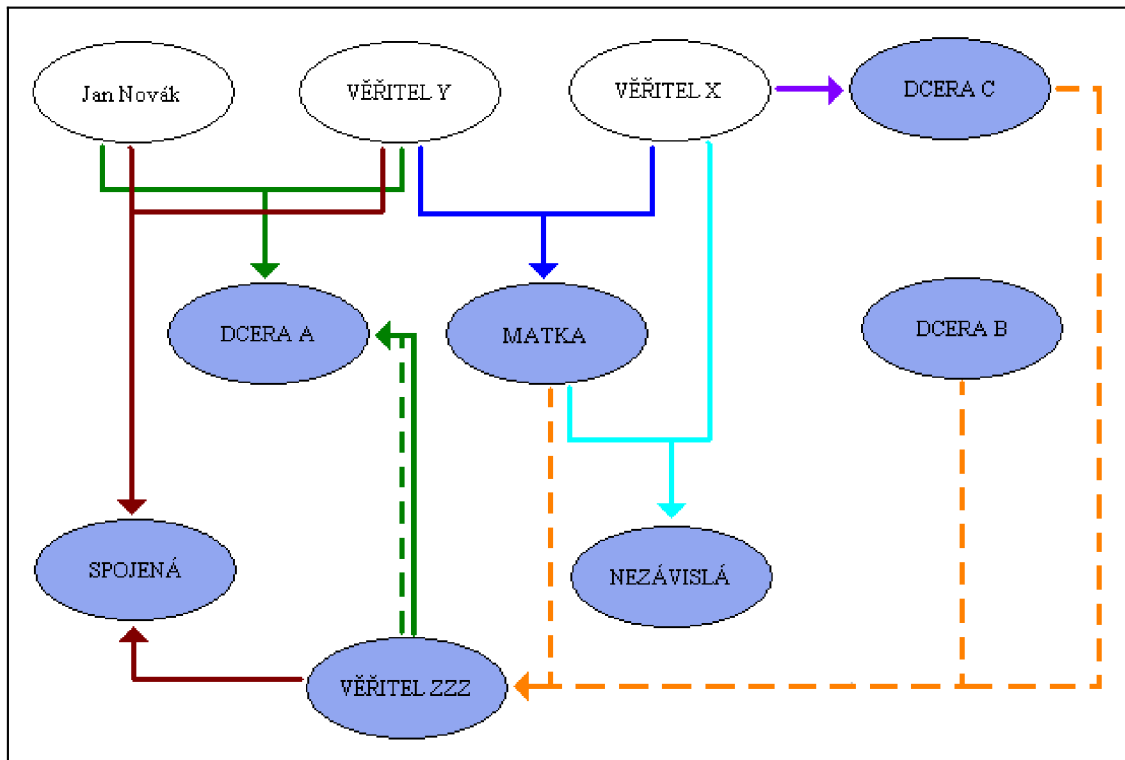 Jan Novák
VĚŘITEL Y
VĚŘITEL X
DCERA C
DCERA A
MATKA
DCERA B
SPOJENÁ
NEZÁVISLÁ
VĚŘITEL ZZZ